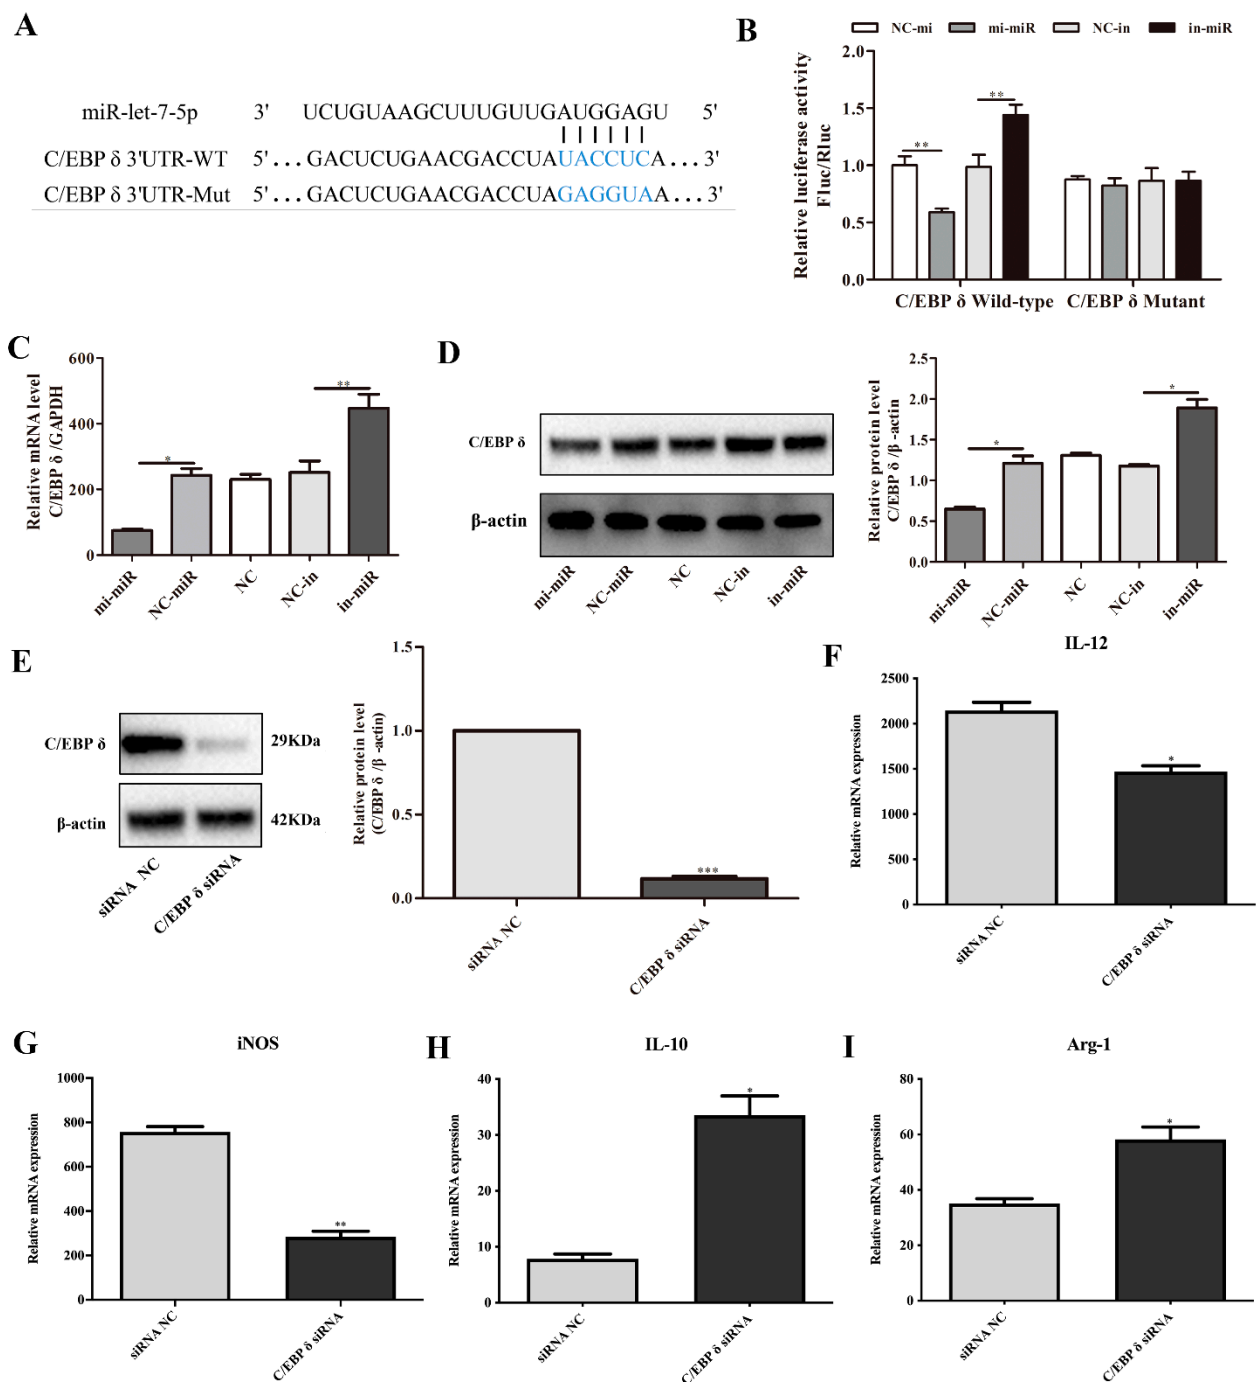 A
miR-let-7-5p 3' UCUGUAAGCUUUGUUGAUGGAGU 5'
C/EBP δ 3'UTR-WT 5'...GACUCUGAACGACCUAUACCUCA...3'
C/EBP δ 3'UTR-Mut 5'...GACUCUGAACGACCUAGAGGUAA...3'
B
NC-mi mi-miR NC-in in-miR
Relative luciferase activity
Fluc/Rluc
2.0
1.5
1.0
0.5
0.0
**
**
C/EBP δ Wild-type C/EBP δ Mutant
C
Relative mRNA level
C/EBP δ /GAPDH
600
400
200
0
*
**
mi-miR NC-miR NC NC-in in-miR
D
C/EBP δ
β-actin
mi-miR NC-miR NC NC-in in-miR
Relative protein level
C/EBP δ /β -actin
2.5
2.0
1.5
1.0
0.5
0.0
*
*
mi-miR NC-miR NC NC-in in-miR
E
C/EBP δ 29KDa
β-actin 42KDa
siRNA NC C/EBP δ siRNA
Relative protein level
(C/EBP δ /β -actin)
1.5
1.0
0.5
0.0
***
siRNA NC C/EBP δ siRNA
F
IL-12
Relative mRNA expression
2500
2000
1500
1000
500
0
*
siRNA NC C/EBP δ siRNA
G
iNOS
Relative mRNA expression
1000
800
600
400
200
0
**
siRNA NC C/EBP δ siRNA
H
IL-10
Relative mRNA expression
40
30
20
10
0
*
siRNA NC C/EBP δ siRNA
I
Arg-1
Relative mRNA expression
80
60
40
20
0
*
siRNA NC C/EBP δ siRNA